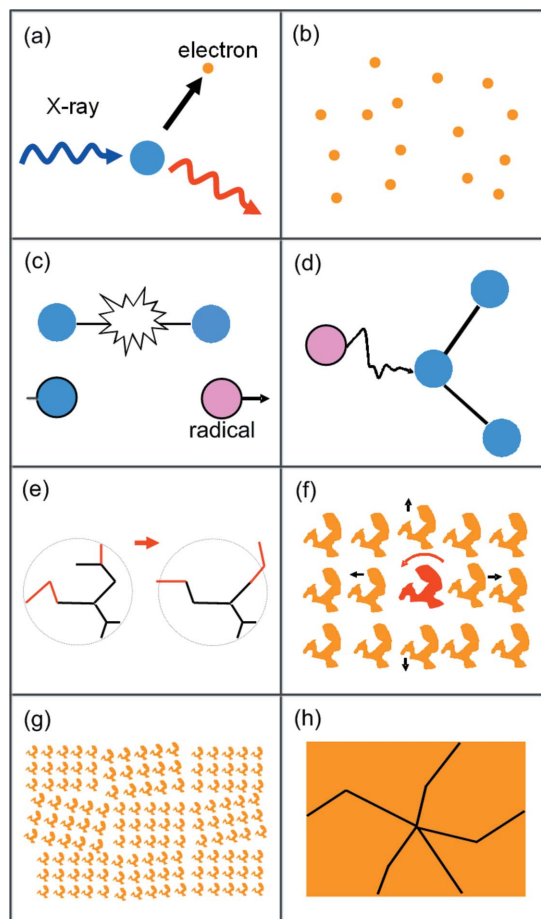 (a)
electron
X-ray
(b)
(c)
radical
(d)
(e)
(f)
(g)
(h)